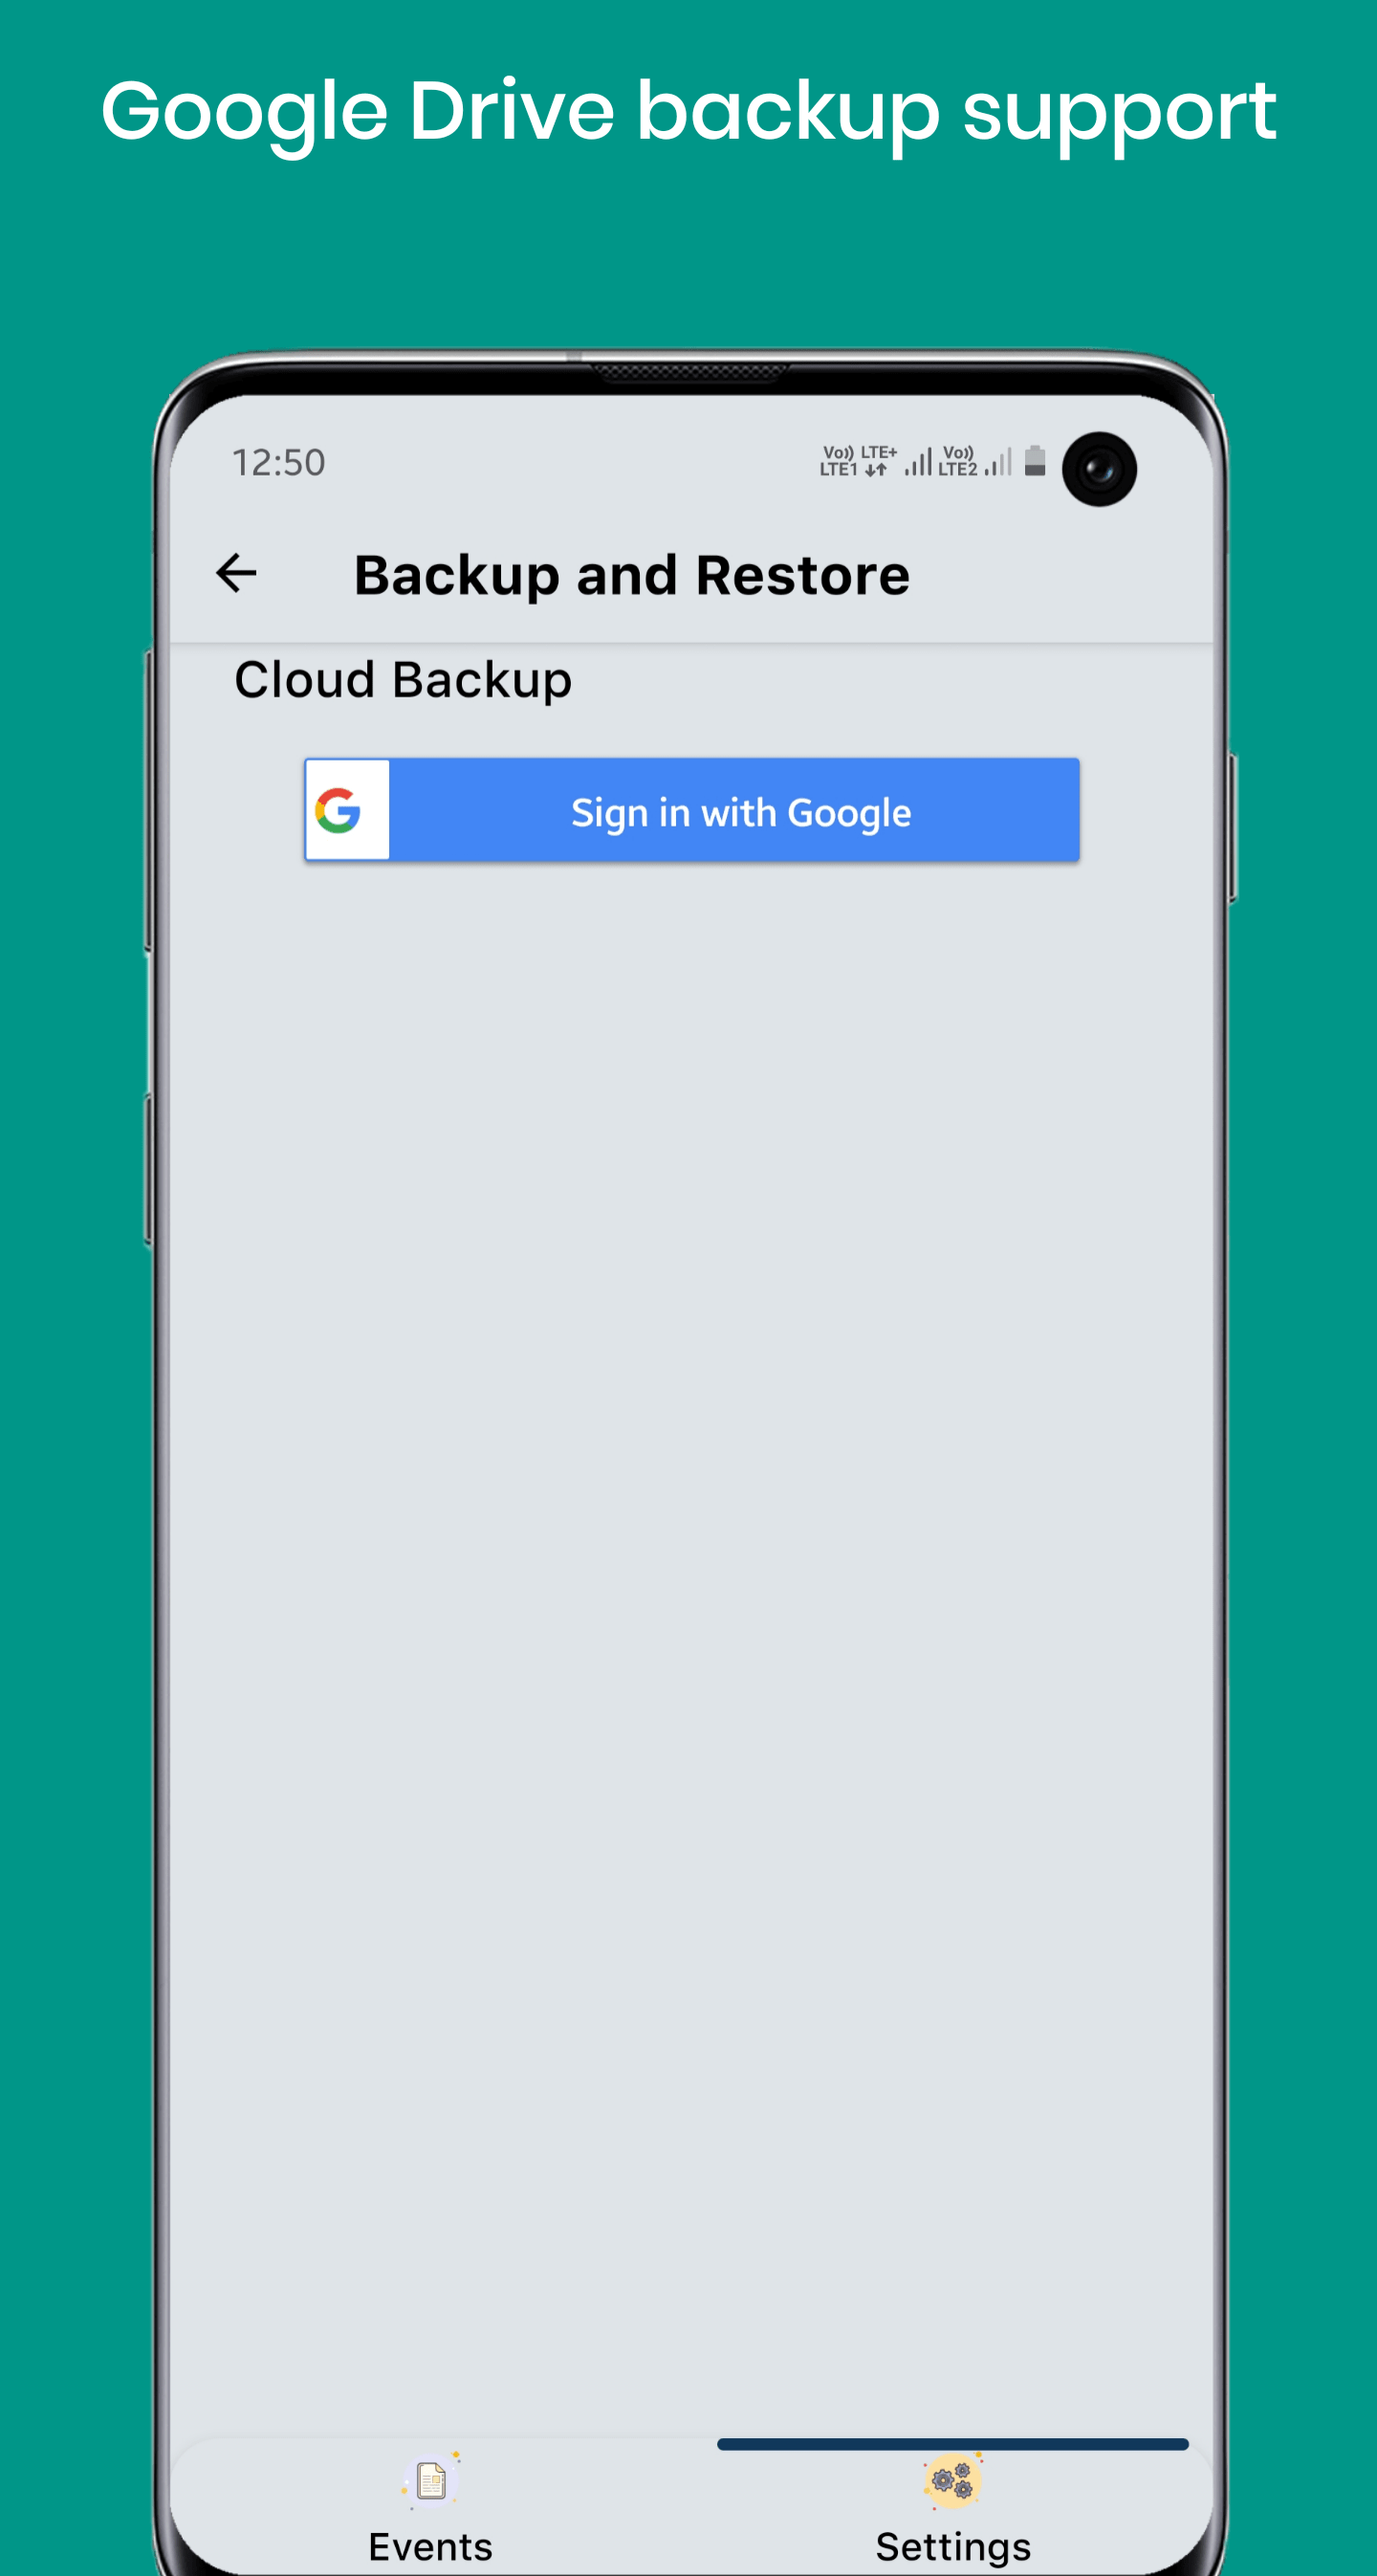 Google Drive backup support
12:50
Vo)) LTE+ Vo))
LTE1 LTE2
Backup and Restore
Cloud Backup
G Sign in with Google
Events Settings